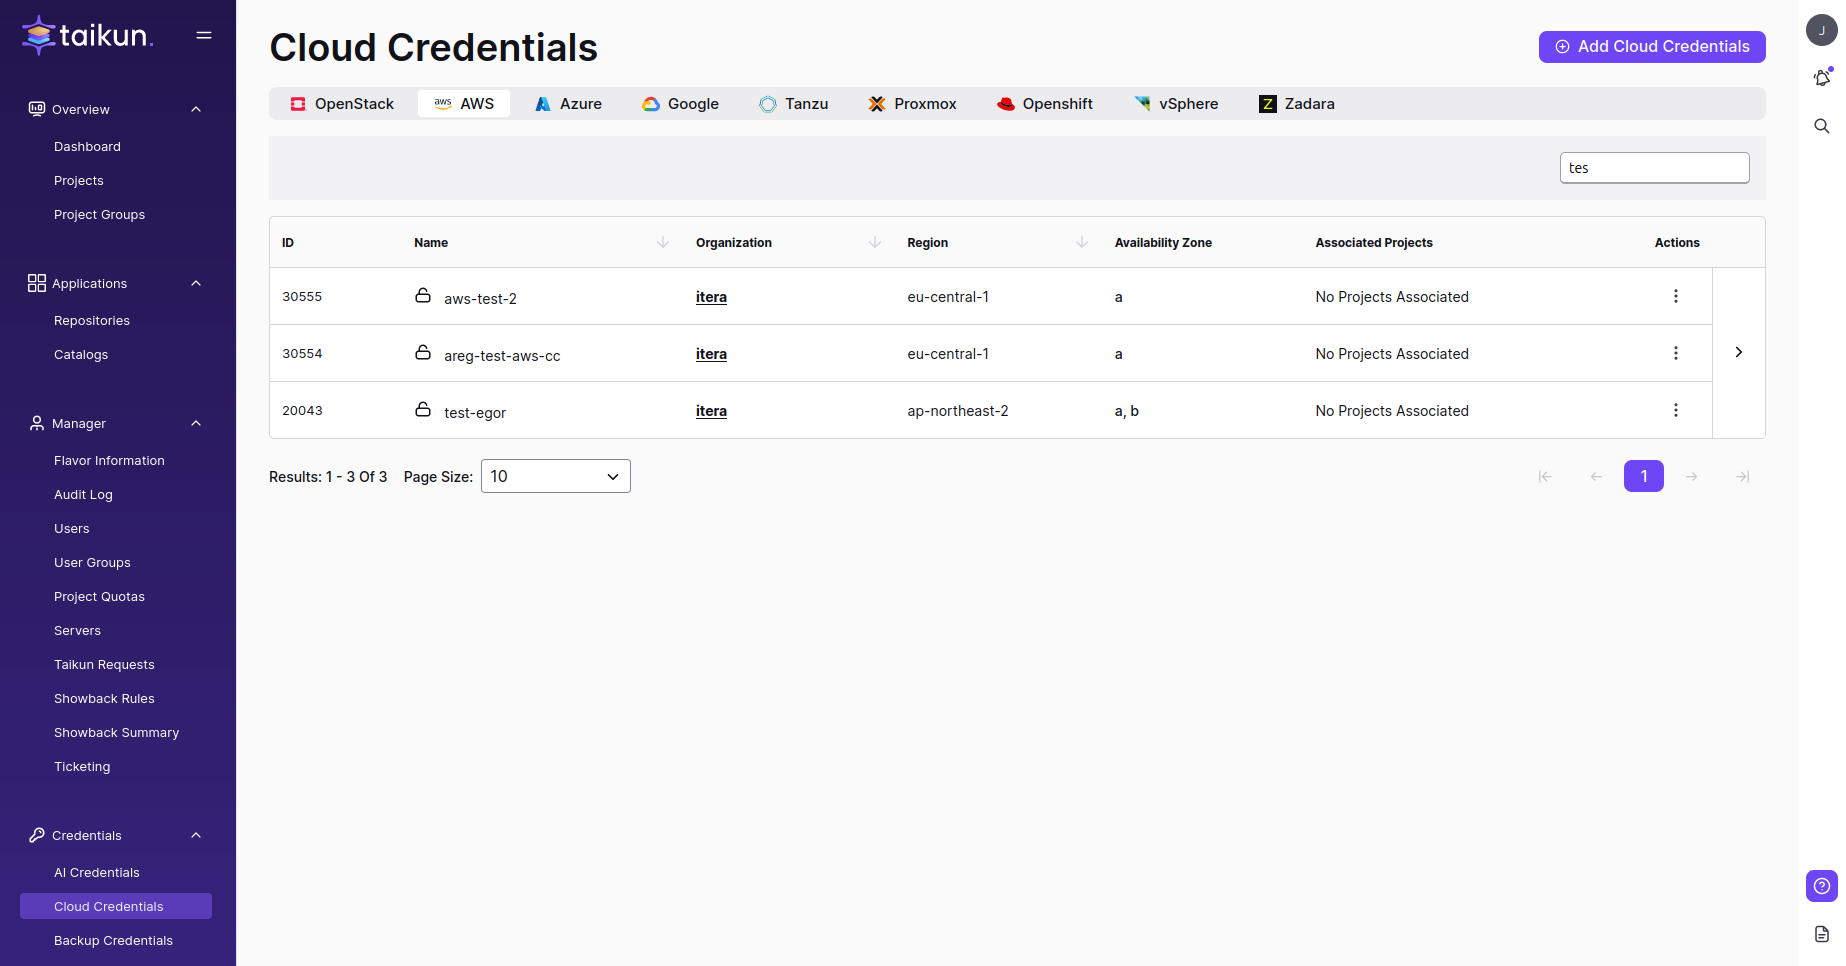 taikun.
Overview
Dashboard
Projects
Project Groups
Applications
Repositories
Catalogs
Manager
Flavor Information
Audit Log
Users
User Groups
Project Quotas
Servers
Taikun Requests
Showback Rules
Showback Summary
Ticketing
Credentials
AI Credentials
Cloud Credentials
Backup Credentials
Cloud Credentials
Add Cloud Credentials
OpenStack aws AWS Azure Google Tanzu Proxmox Openshift vSphere Z Zadara
tes
ID Name Organization Region Availability Zone Associated Projects Actions
30555 aws-test-2 itera eu-central-1 a No Projects Associated
30554 areg-test-aws-cc itera eu-central-1 a No Projects Associated
20043 test-egor itera ap-northeast-2 a, b No Projects Associated
Results: 1 - 3 Of 3 Page Size: 10 1
J